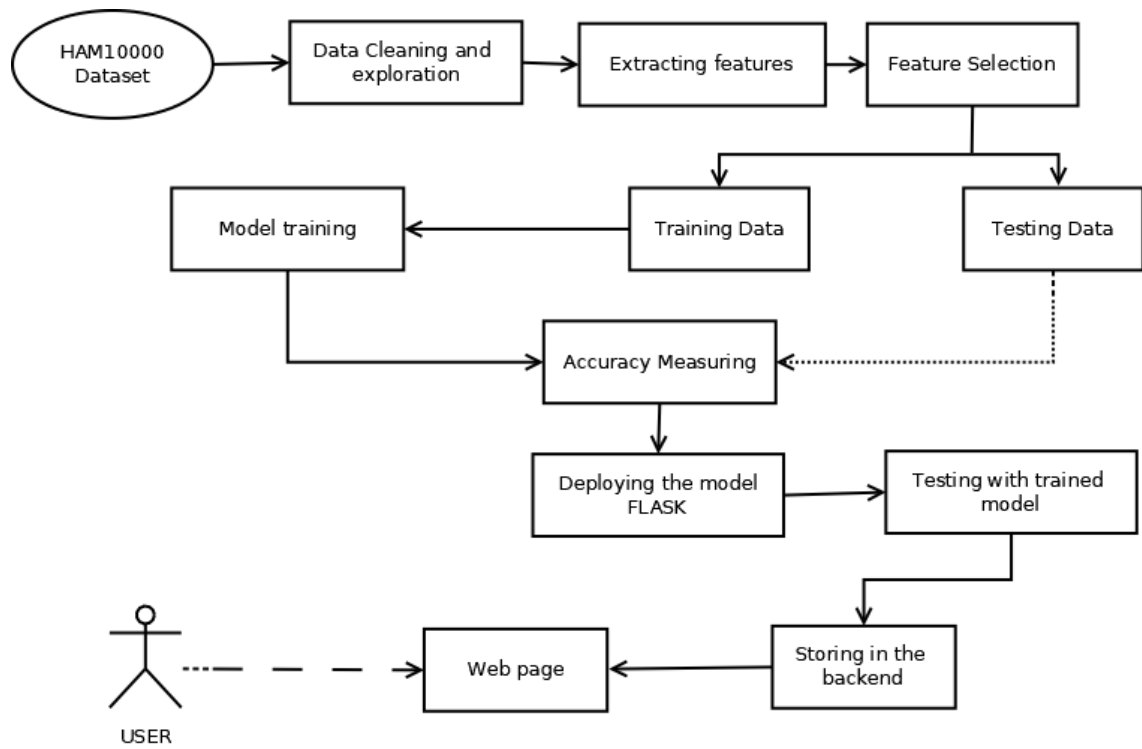 HAM10000
Dataset
Data Cleaning and
exploration
Extracting features
Feature Selection
Model training
Training Data
Testing Data
Accuracy Measuring
Deploying the model
FLASK
Testing with trained
model
Storing in the
backend
Web page
USER